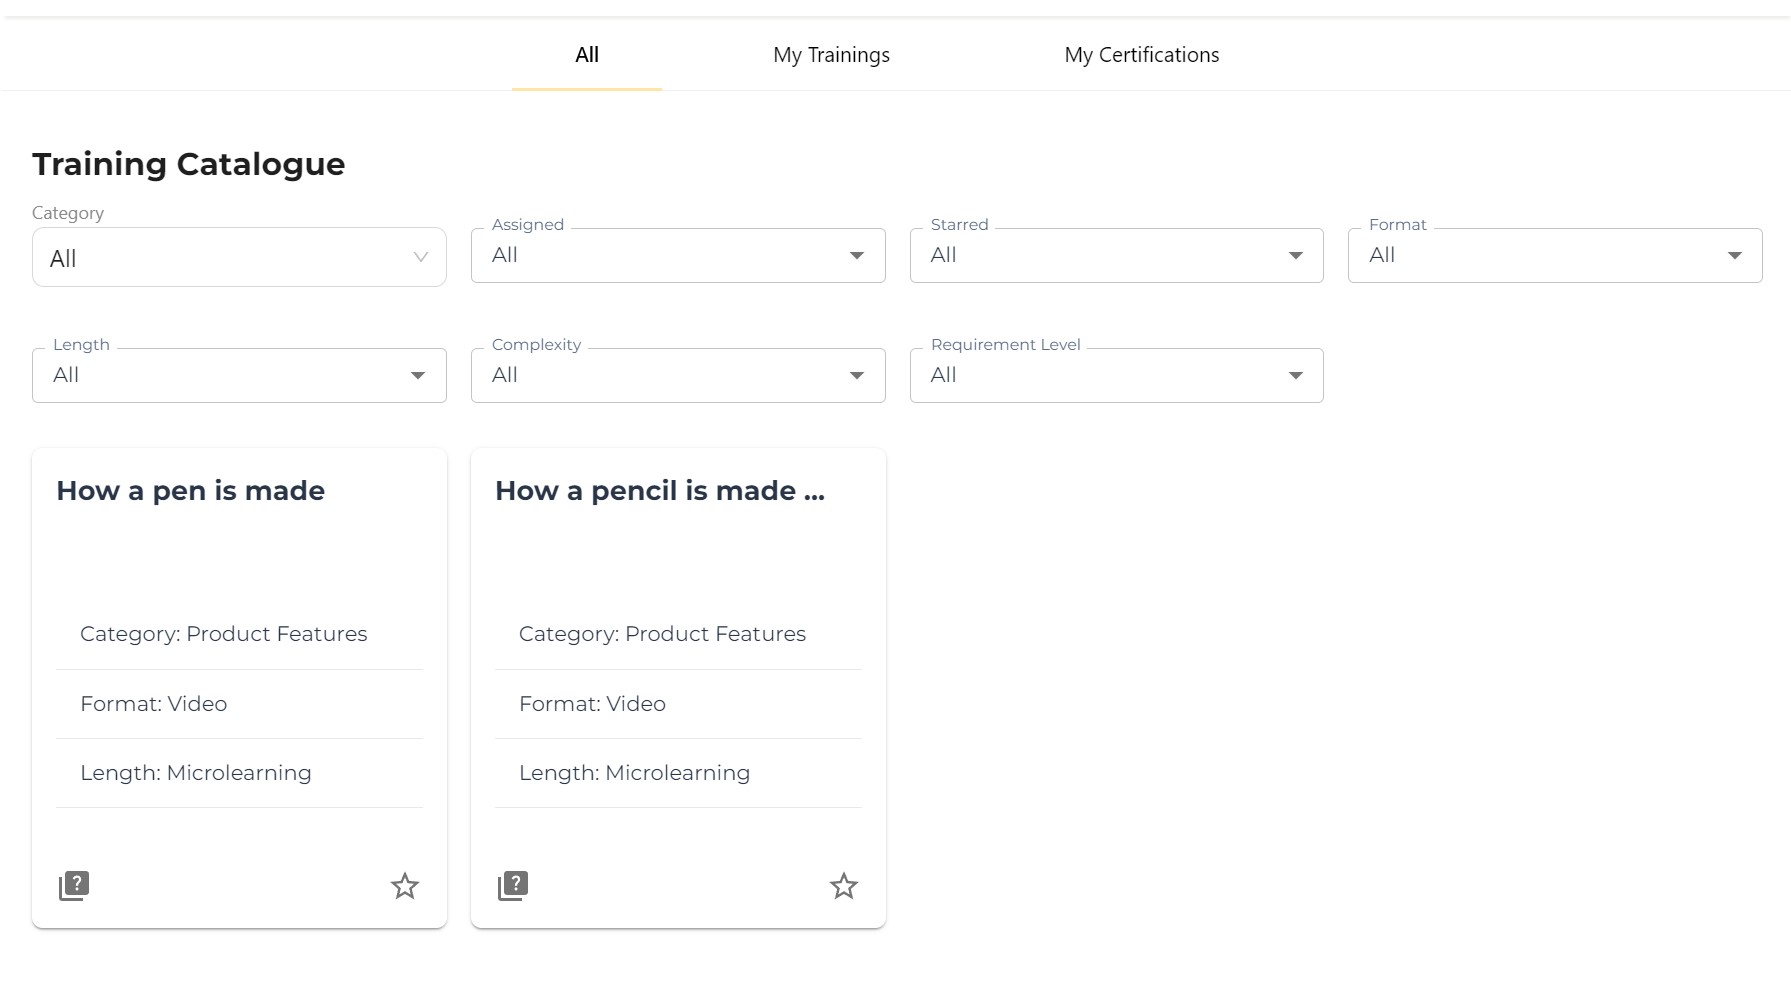 All
My Trainings
My Certifications
Training Catalogue
Category
All
Assigned
All
Starred
All
Format
All
Length
All
Complexity
All
Requirement Level
All
How a pen is made
Category: Product Features
Format: Video
Length: Microlearning
?
How a pencil is made ...
Category: Product Features
Format: Video
Length: Microlearning
?